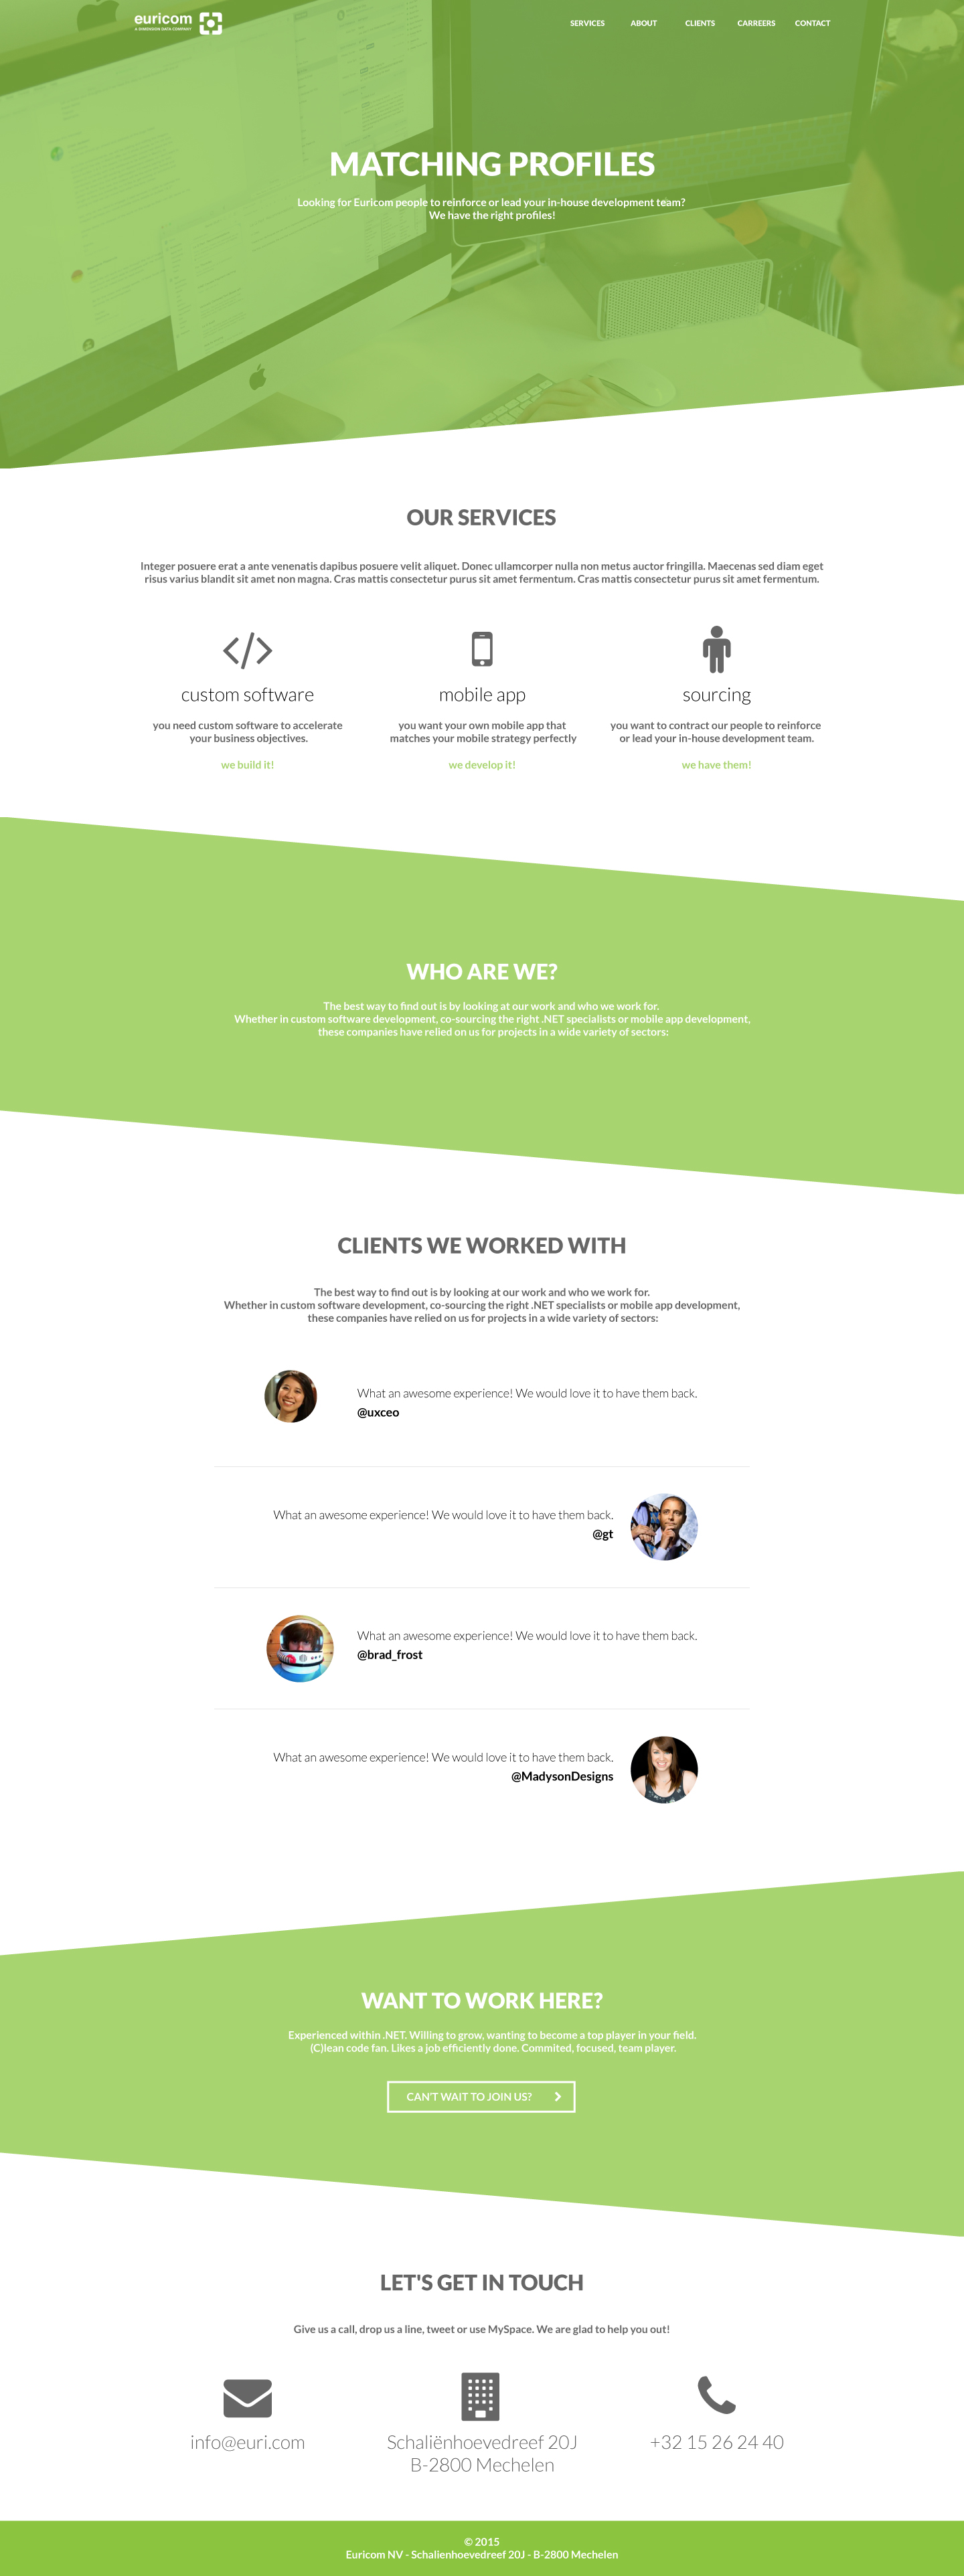 euricom
A DIMENSION DATA COMPANY
SERVICES ABOUT CLIENTS CARREERS CONTACT
MATCHING PROFILES
Looking for Euricom people to reinforce or lead your in-house development team?
We have the right profiles!
OUR SERVICES
Integer posuere erat a ante venenatis dapibus posuere velit aliquet. Donec ullamcorper nulla non metus auctor fringilla. Maecenas sed diam eget
risus varius blandit sit amet non magna. Cras mattis consectetur purus sit amet fermentum. Cras mattis consectetur purus sit amet fermentum.
custom software
you need custom software to accelerate
your business objectives.
we build it!
mobile app
you want your own mobile app that
matches your mobile strategy perfectly
we develop it!
sourcing
you want to contract our people to reinforce
or lead your in-house development team.
we have them!
WHO ARE WE?
The best way to find out is by looking at our work and who we work for.
Whether in custom software development, co-sourcing the right .NET specialists or mobile app development,
these companies have relied on us for projects in a wide variety of sectors:
CLIENTS WE WORKED WITH
The best way to find out is by looking at our work and who we work for.
Whether in custom software development, co-sourcing the right .NET specialists or mobile app development,
these companies have relied on us for projects in a wide variety of sectors:
What an awesome experience! We would love it to have them back.
@uxceo
What an awesome experience! We would love it to have them back.
@gt
What an awesome experience! We would love it to have them back.
@brad_frost
What an awesome experience! We would love it to have them back.
@MadysonDesigns
WANT TO WORK HERE?
Experienced within .NET. Willing to grow, wanting to become a top player in your field.
(C)lean code fan. Likes a job efficiently done. Commited, focused, team player.
CAN'T WAIT TO JOIN US?
LET'S GET IN TOUCH
Give us a call, drop us a line, tweet or use MySpace. We are glad to help you out!
info@euri.com
Schaliënhoevedreef 20J
B-2800 Mechelen
+32 15 26 24 40
© 2015
Euricom NV - Schalienhoevedreef 20J - B-2800 Mechelen